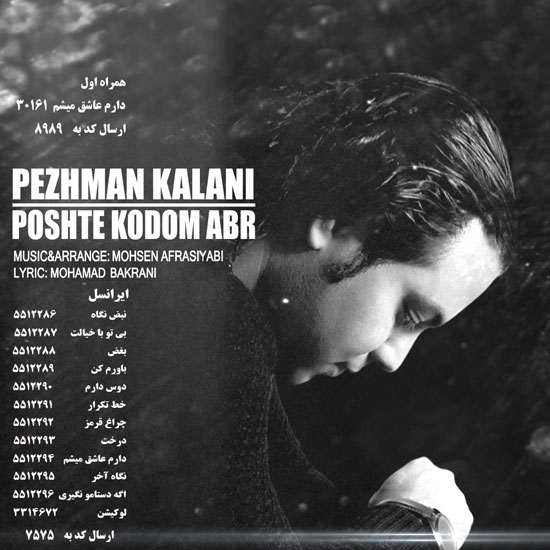 همراه اول
دارم عاشق میشم ۳۰۱۶۱
ارسال کد به ۸۹۸۹
PEZHMAN KALANI
POSHTE KODOM ABR
MUSIC&ARRANGE: MOHSEN AFRASIYABI
LYRIC: MOHAMAD BAKRANI
ایرانسل
نبض نگاه ۵۵۱۲۲۸۶
بی تو با خیالت ۵۵۱۲۲۸۷
بغض ۵۵۱۲۲۸۸
باورم کن ۵۵۱۲۲۸۹
دوس دارم ۵۵۱۲۲۹۰
خط تکرار ۵۵۱۲۲۹۱
چراغ قرمز ۵۵۱۲۲۹۲
درخت ۵۵۱۲۲۹۳
دارم عاشق میشم ۵۵۱۲۲۹۴
نگاه آخر ۵۵۱۲۲۹۵
اگه دستامو نگیری ۵۵۱۲۲۹۶
لوکیشن ۳۳۱۴۶۷۲
ارسال کد به ۷۵۷۵